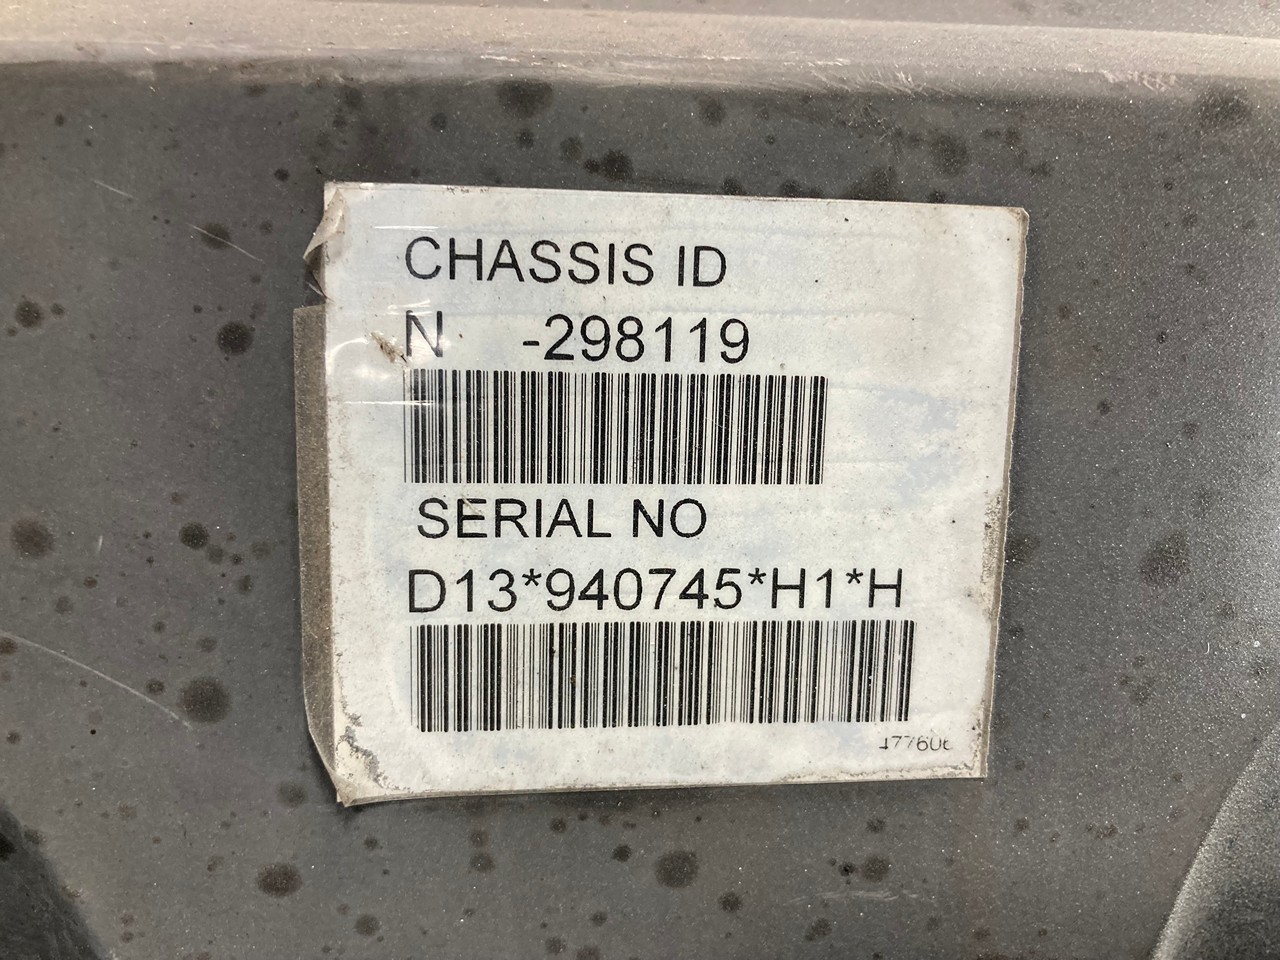 CHASSIS ID
N -298119
SERIAL NO
D13*940745*H1*H